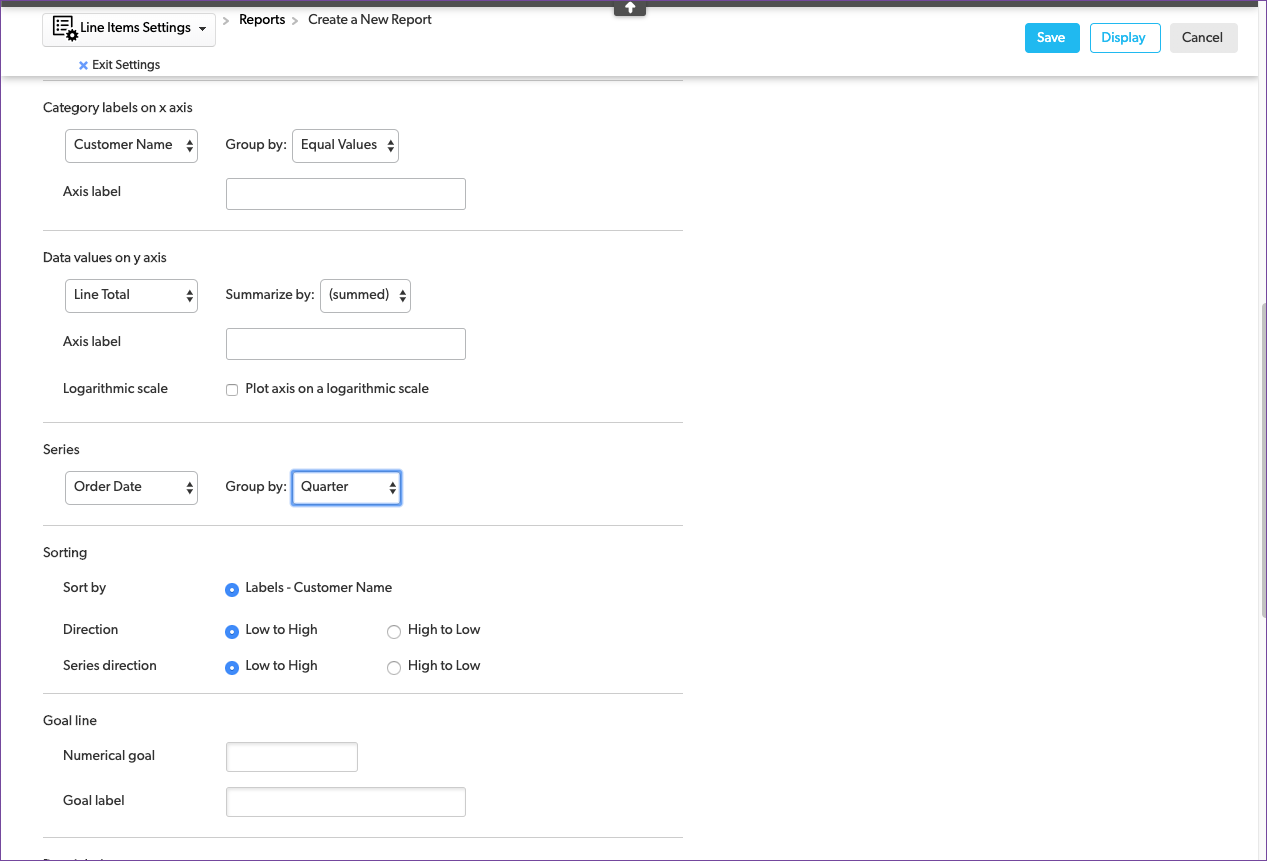 Line Items Settings
Reports
Create a New Report
Save
Display
Cancel
Exit Settings
Category labels on x axis
Customer Name
Group by:
Equal Values
Axis label
Data values on y axis
Line Total
Summarize by:
(summed)
Axis label
Logarithmic scale
Plot axis on a logarithmic scale
Series
Order Date
Group by:
Quarter
Sorting
Sort by
Labels - Customer Name
Direction
Low to High
High to Low
Series direction
Low to High
High to Low
Goal line
Numerical goal
Goal label